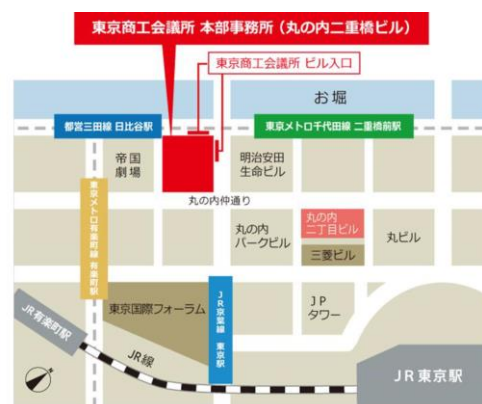 東京商工会議所 本部事務所（丸の内二重橋ビル）
東京商工会議所 ビル入口
お堀
都営三田線 日比谷駅
東京メトロ千代田線 二重橋前駅
帝国
劇場
明治安田
生命ビル
丸の内仲通り
東京メトロ有楽町線 有楽町駅
丸の内
パークビル
丸の内
二丁目ビル
三菱ビル
丸ビル
東京国際フォーラム
JR京葉線 東京駅
JP
タワー
JR有楽町駅
JR線
JR東京駅
N